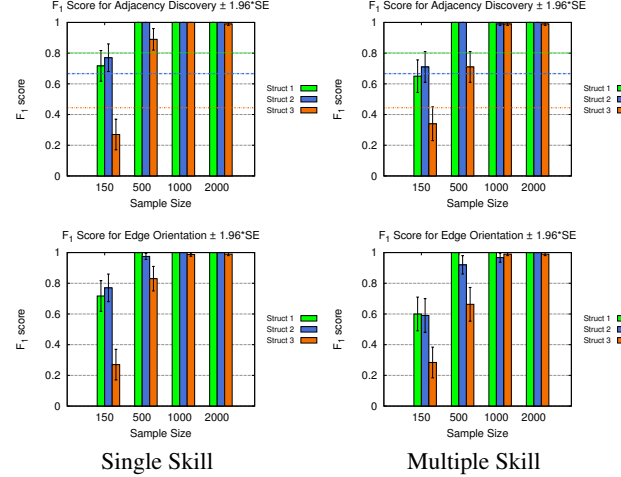 F1 Score for Adjacency Discovery ± 1.96*SE
1
0.8
0.6
0.4
0.2
0
F1 score
150 500 1000 2000
Sample Size
Struct 1
Struct 2
Struct 3
F1 Score for Adjacency Discovery ± 1.96*SE
1
0.8
0.6
0.4
0.2
0
F1 score
150 500 1000 2000
Sample Size
Struct 1
Struct 2
Struct 3
F1 Score for Edge Orientation ± 1.96*SE
1
0.8
0.6
0.4
0.2
0
F1 score
150 500 1000 2000
Sample Size
Struct 1
Struct 2
Struct 3
F1 Score for Edge Orientation ± 1.96*SE
1
0.8
0.6
0.4
0.2
0
F1 score
150 500 1000 2000
Sample Size
Struct 1
Struct 2
Struct 3
Single Skill
Multiple Skill